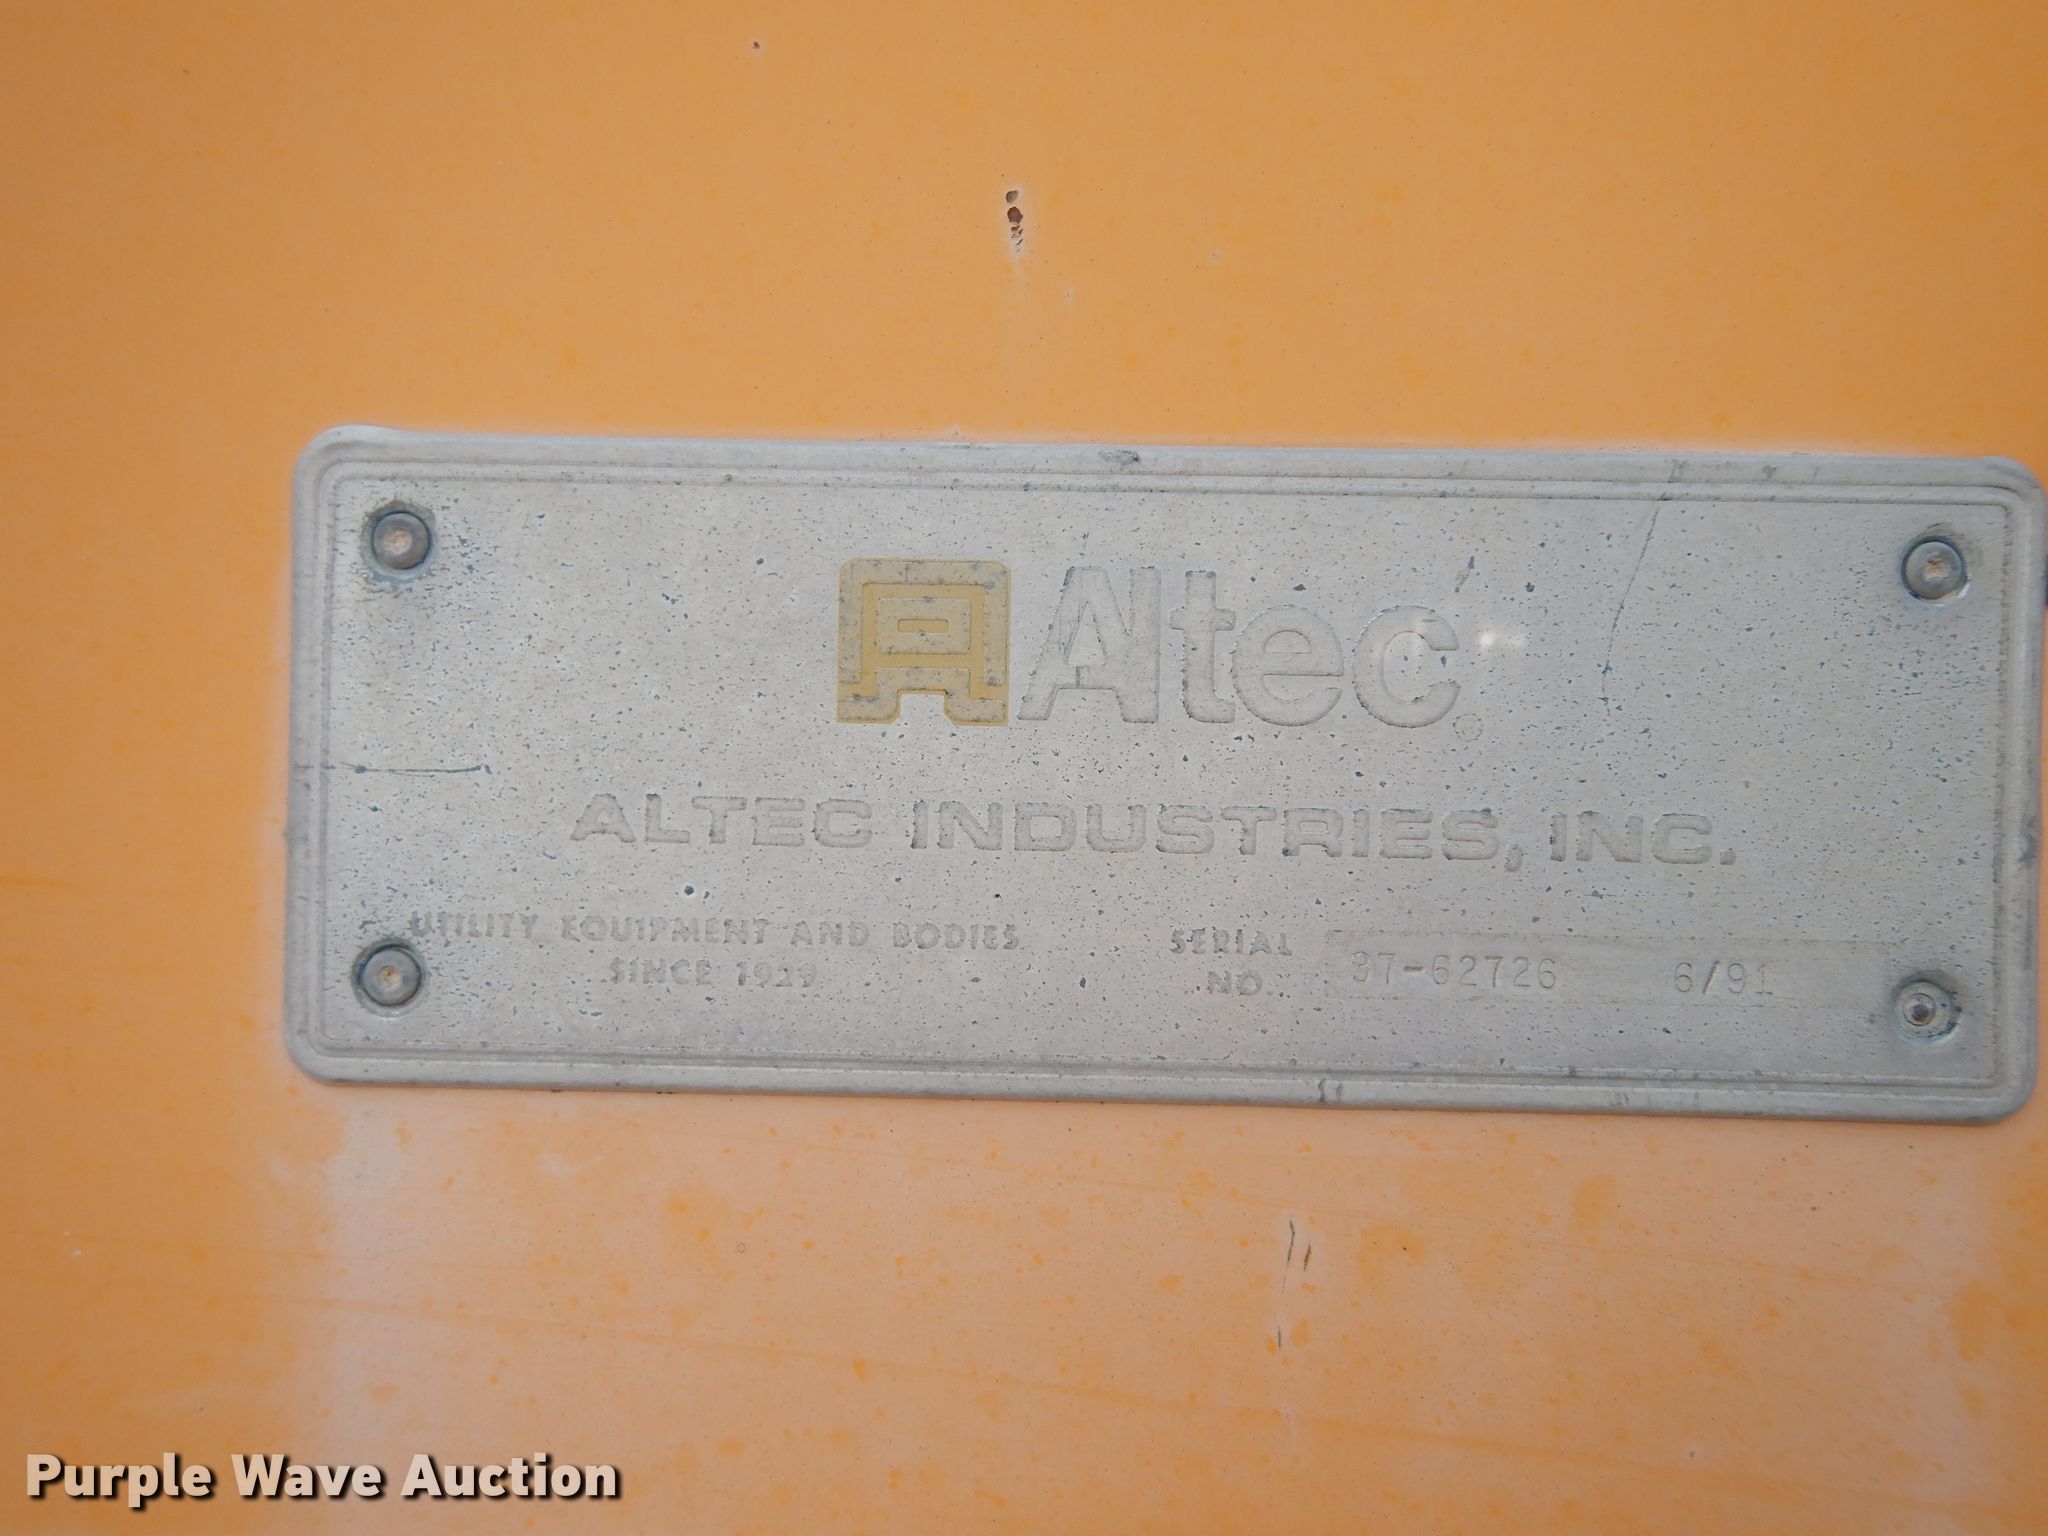 Altec®
ALTEC INDUSTRIES, INC.
UTILITY EQUIPMENT AND BODIES
SINCE 1929
SERIAL
NO
37-62726 6/91
Purple Wave Auction